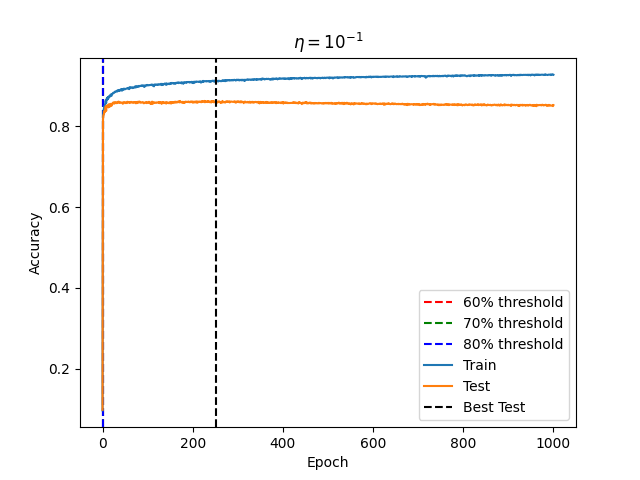 η = 10⁻¹
Accuracy
0.8
0.6
0.4
0.2
60% threshold
70% threshold
80% threshold
Train
Test
Best Test
0 200 400 600 800 1000
Epoch